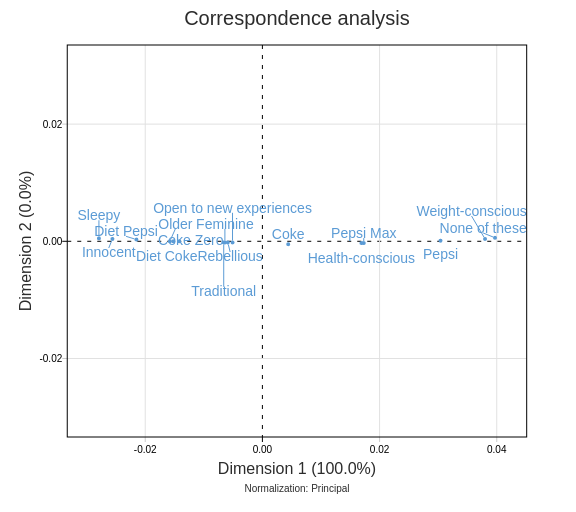 Correspondence analysis
Dimension 2 (0.0%)
0.02
0.00
-0.02
Sleepy
Open to new experiences
Weight-conscious
Older Feminine
Diet Pepsi
Coke Zero
Coke
Pepsi Max
None of these
Innocent
Diet Coke
Rebellious
Health-conscious
Pepsi
Traditional
-0.02
0.00
0.02
0.04
Dimension 1 (100.0%)
Normalization: Principal